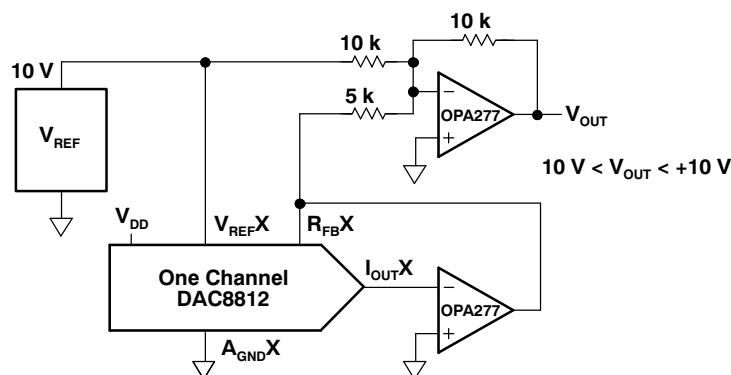 10 k
10 k
10 V
5 k
V_REF
OPA277
V_OUT
10 V < V_OUT < +10 V
V_DD
V_REFX
R_FBX
One Channel
DAC8812
I_OUTX
OPA277
A_GNDX